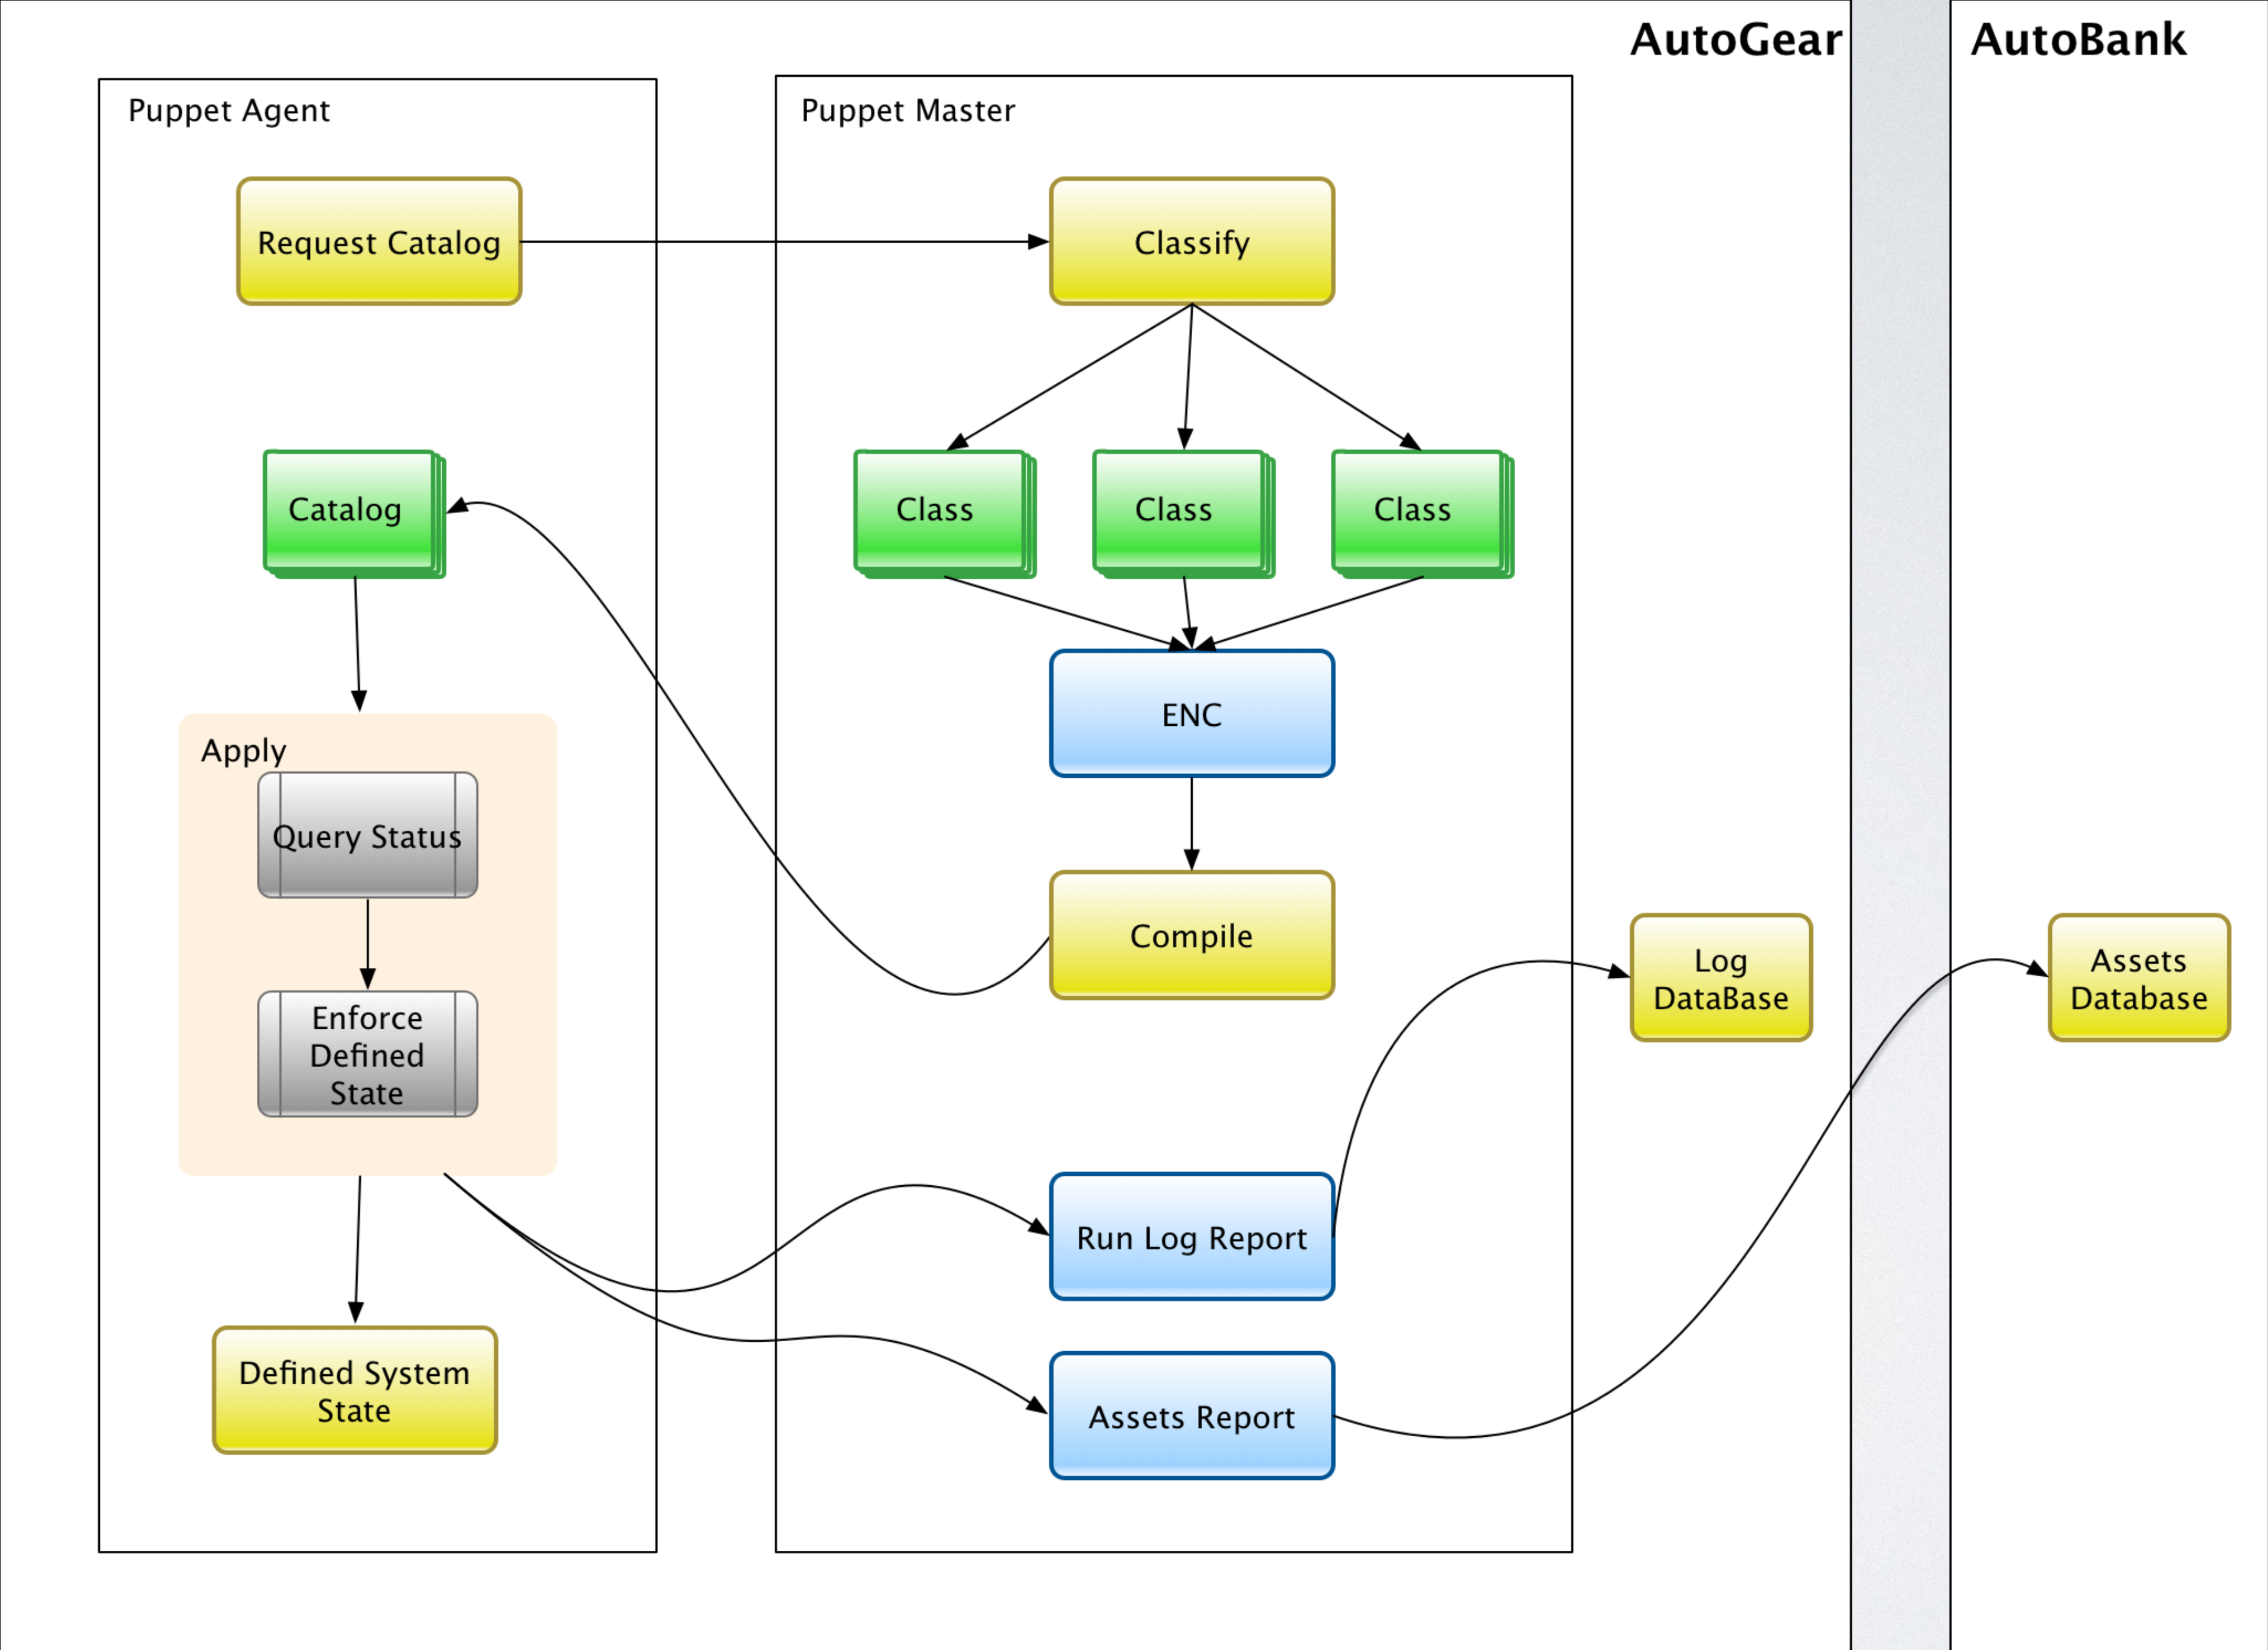 AutoGear
AutoBank
Puppet Agent
Puppet Master
Request Catalog
Classify
Catalog
Class
Class
Class
Apply
ENC
Query Status
Compile
Enforce
Defined
State
Log
DataBase
Assets
Database
Run Log Report
Defined System
State
Assets Report